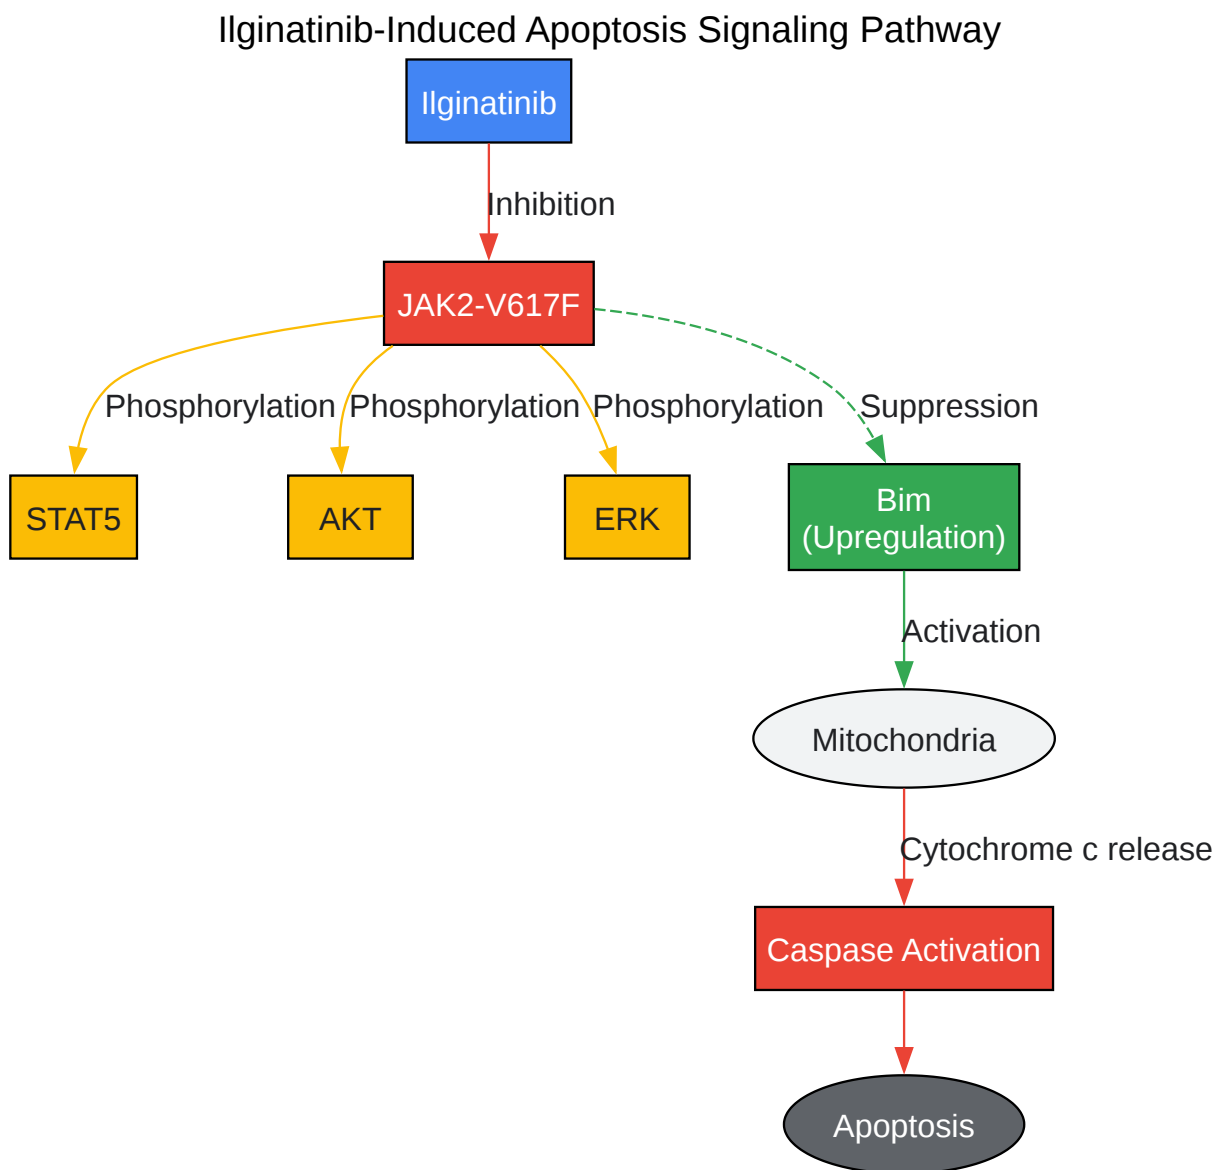 Ilginatinib-Induced Apoptosis Signaling Pathway
Ilginatinib
Inhibition
JAK2-V617F
Phosphorylation
Phosphorylation
Phosphorylation
Suppression
STAT5
AKT
ERK
Bim
(Upregulation)
Activation
Mitochondria
Cytochrome c release
Caspase Activation
Apoptosis